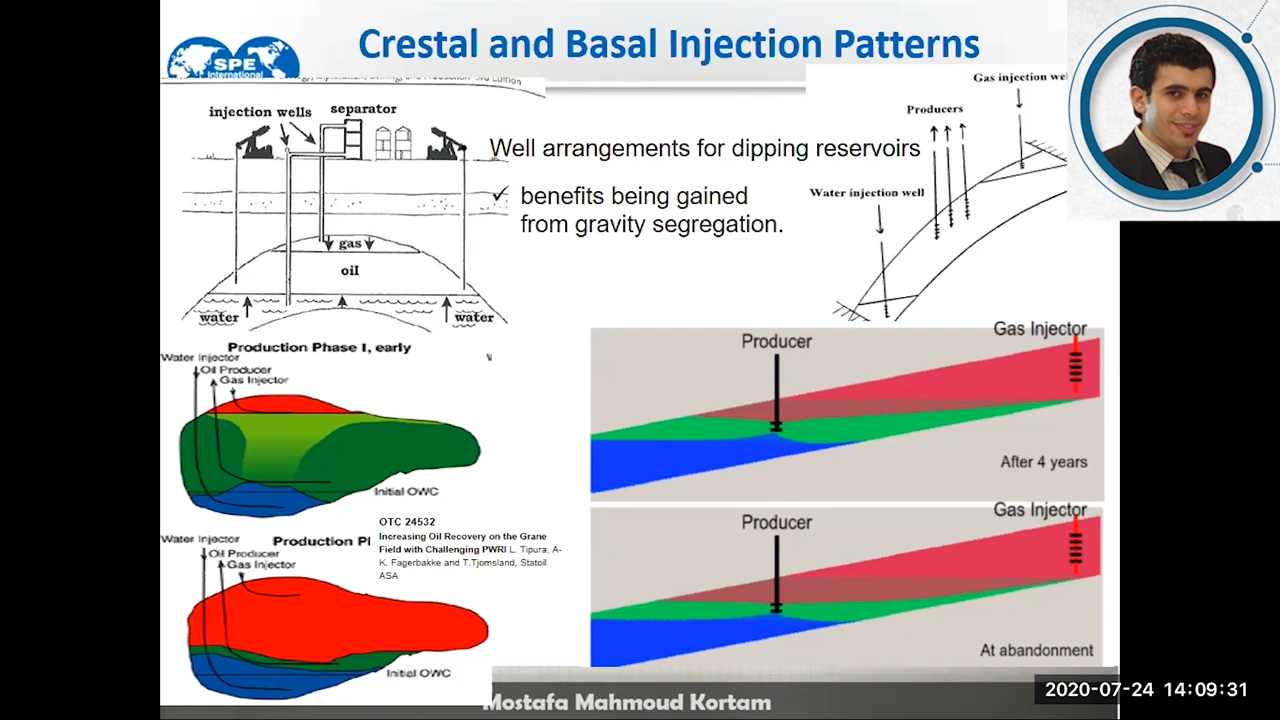 Crestal and Basal Injection Patterns
SPE
International
Edition
injection wells
separator
gas
oil
water
water
Well arrangements for dipping reservoirs
✓ benefits being gained
from gravity segregation.
Gas injection
Producers
Water injection well
Production Phase I, early
Water Injector
Oil Producer
Gas Injector
Initial OWC
OTC 24532
Increasing Oil Recovery on the Grane
Field with Challenging PWRI L. Tipura, A-
K. Fagerbakke and T.Tjomsland, Statoil
ASA
Water Injector
Production
Oil Producer
Gas Injector
Initial OWC
Gas Injector
Producer
After 4 years
Gas Injector
Producer
At abandonment
Mostafa Mahmoud Kortam
2020-07-24 14:09:31